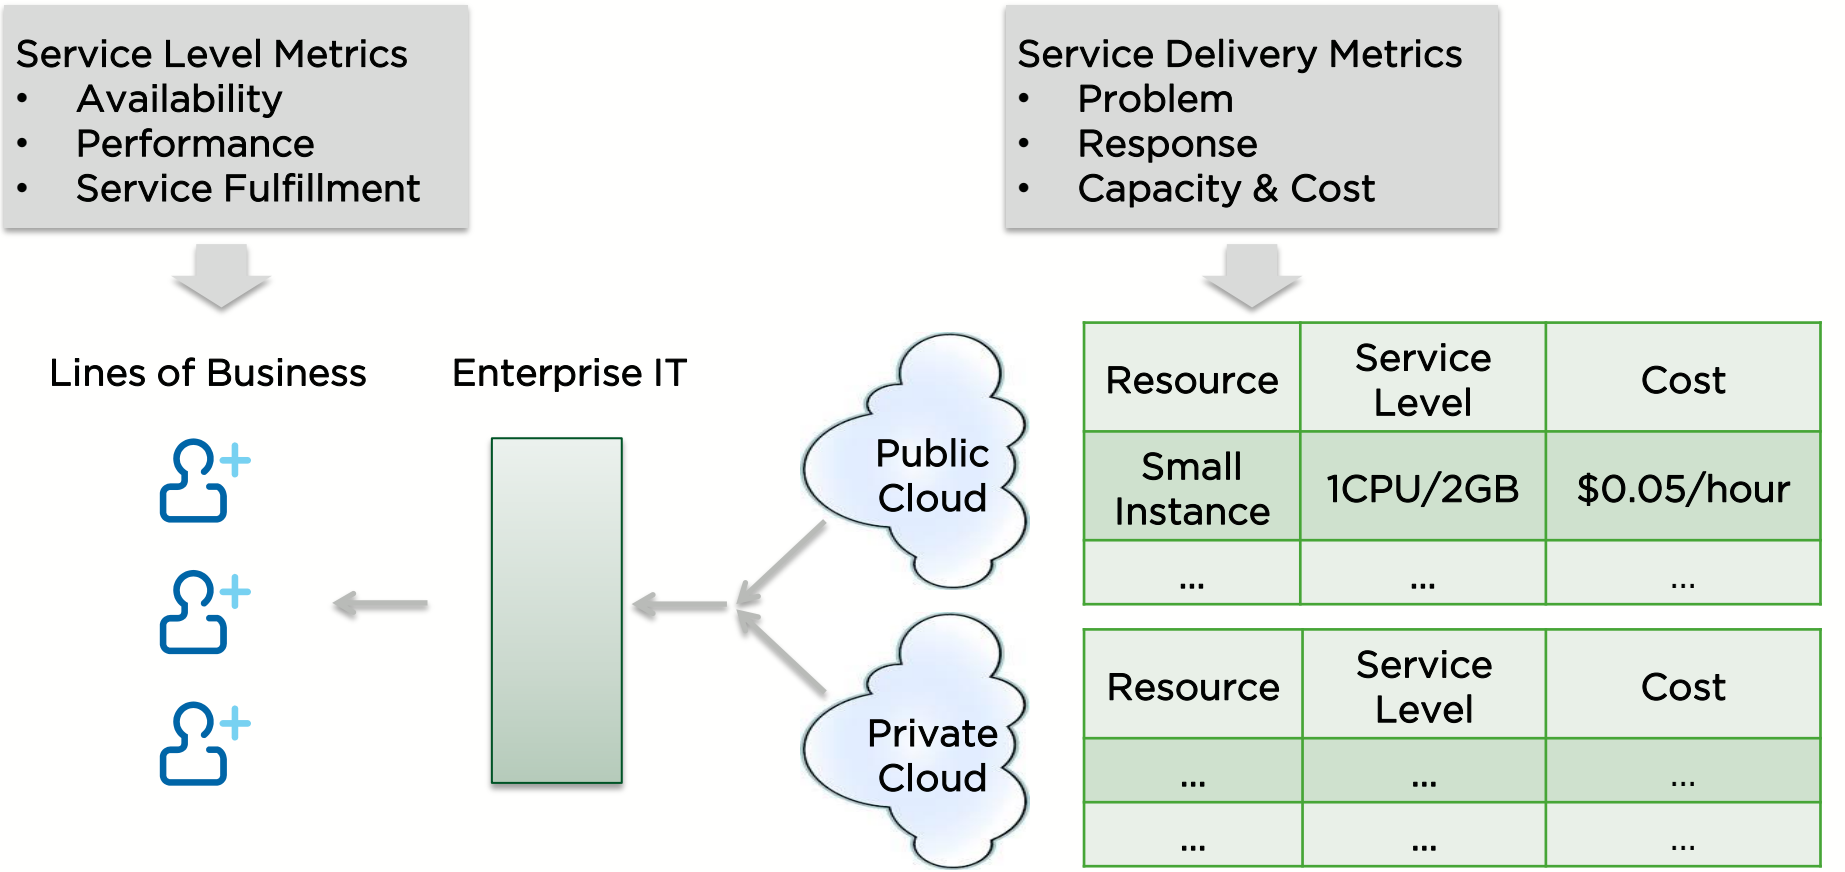 Service Level Metrics
• Availability
• Performance
• Service Fulfillment
Service Delivery Metrics
• Problem
• Response
• Capacity & Cost
Lines of Business
Enterprise IT
Public
Cloud
Private
Cloud
Resource
Service
Level
Cost
Small
Instance
1CPU/2GB
$0.05/hour
... ... ...
Resource
Service
Level
Cost
... ... ...
... ... ...